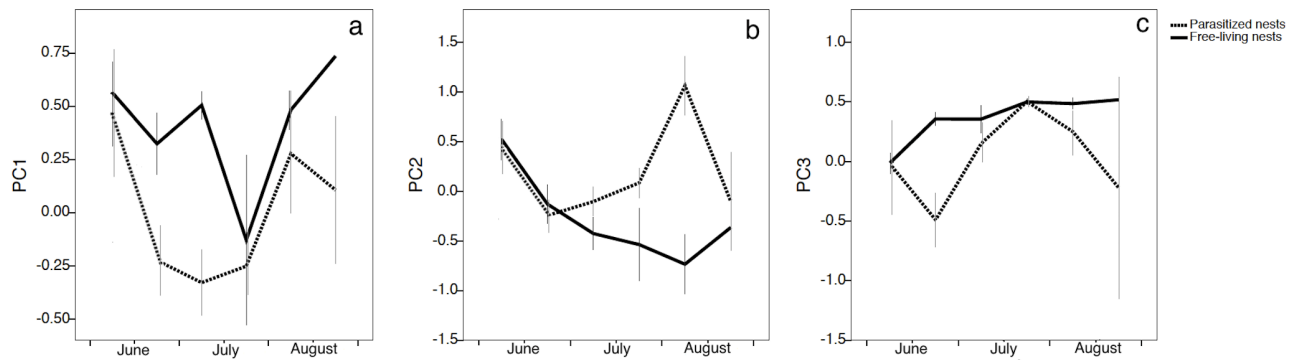 a
PC1
0.75
0.50
0.25
0.00
-0.25
-0.50
June July August
b
PC2
1.5
1.0
0.5
0.0
-0.5
-1.0
-1.5
June July August
c
PC3
1.0
0.5
0.0
-0.5
-1.0
-1.5
June July August
Parasitized nests
Free-living nests